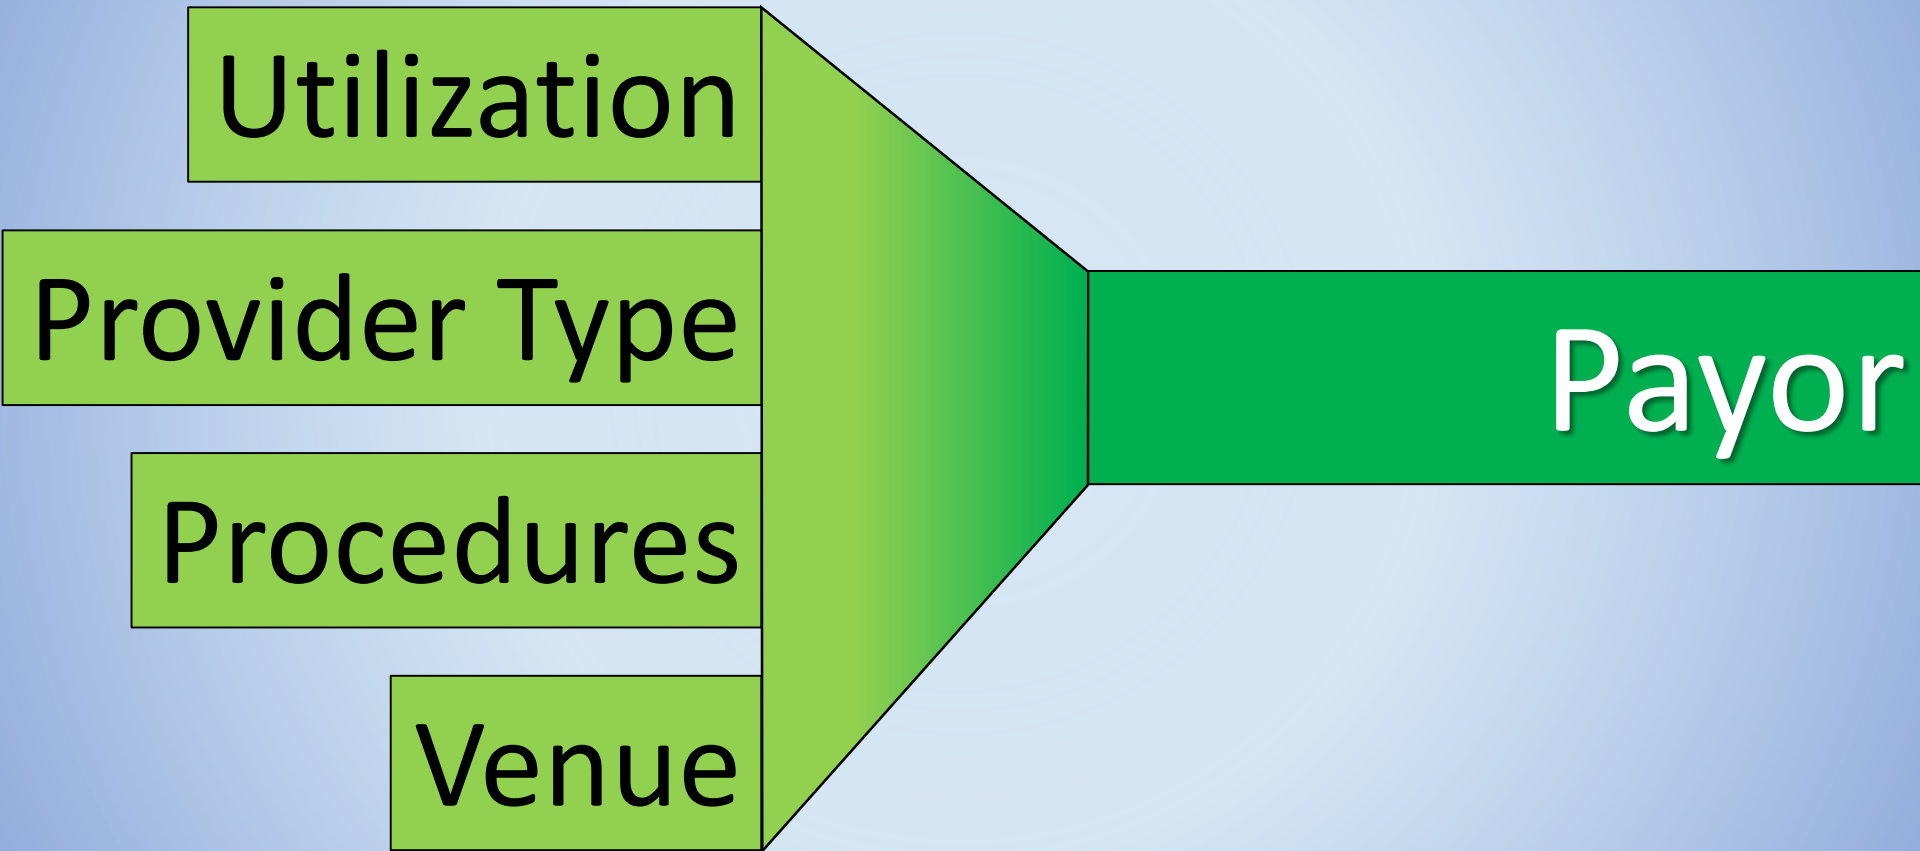 Utilization
Provider Type
Procedures
Venue
Payor